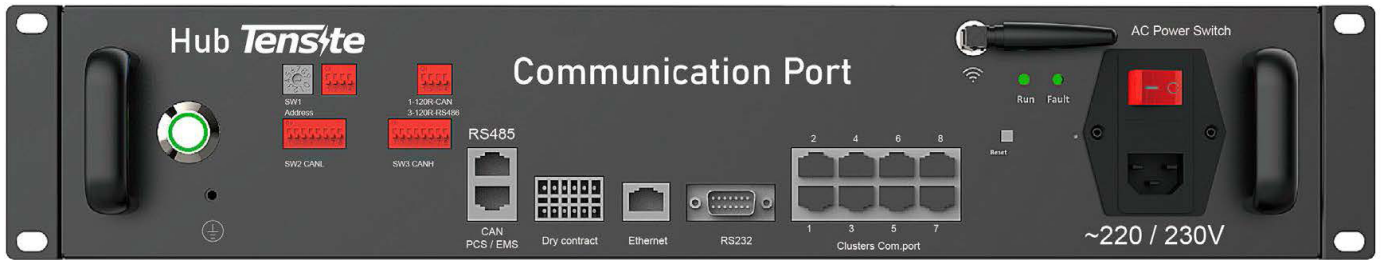 Hub Tensite
Communication Port
AC Power Switch
SW1
Address
1-120R-CAN
3-120R-RS486
Run Fault
Reset
SW2 CANL
SW3 CANH
RS485
2 4 6 8
CAN
PCS / EMS
Dry contract
Ethernet
RS232
1 3 5 7
Clusters Com.port
~220 / 230V